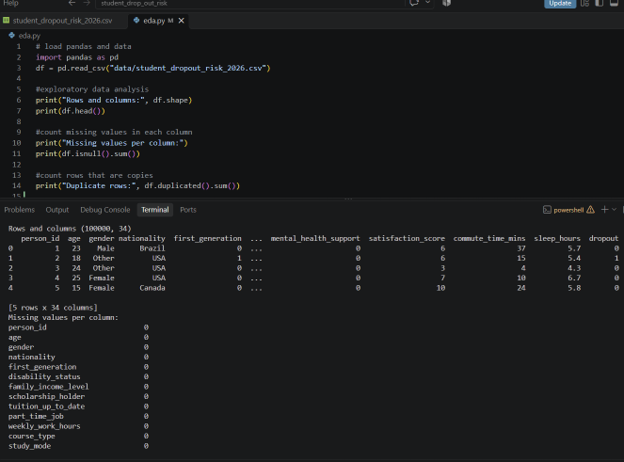 Help
student_drop_out_risk
Update
student_dropout_risk_2026.csv
eda.py M ×
eda.py
1 # load pandas and data
2 import pandas as pd
3 df = pd.read_csv("data/student_dropout_risk_2026.csv")
4
5 #exploratory data analysis
6 print("Rows and columns:", df.shape)
7 print(df.head())
8
9 #count missing values in each column
10 print("Missing values per column:")
11 print(df.isnull().sum())
12
13 #count rows that are copies
14 print("Duplicate rows:", df.duplicated().sum())
15
Problems Output Debug Console Terminal Ports
powershell
Rows and columns (100000, 34)
person_id age gender nationality first_generation ... mental_health_support satisfaction_score commute_time_mins sleep_hours dropout
0 1 23 Male Brazil 0 ... 0 6 37 5.7 0
1 2 18 Other USA 1 ... 0 6 15 5.4 1
2 3 24 Other USA 0 ... 0 3 4 4.3 0
3 4 25 Female USA 0 ... 0 7 10 6.7 0
4 5 15 Female Canada 0 ... 0 10 24 5.8 0
[5 rows x 34 columns]
Missing values per column:
person_id 0
age 0
gender 0
nationality 0
first_generation 0
disability_status 0
family_income_level 0
scholarship_holder 0
tuition_up_to_date 0
part_time_job 0
weekly_work_hours 0
course_type 0
study_mode 0